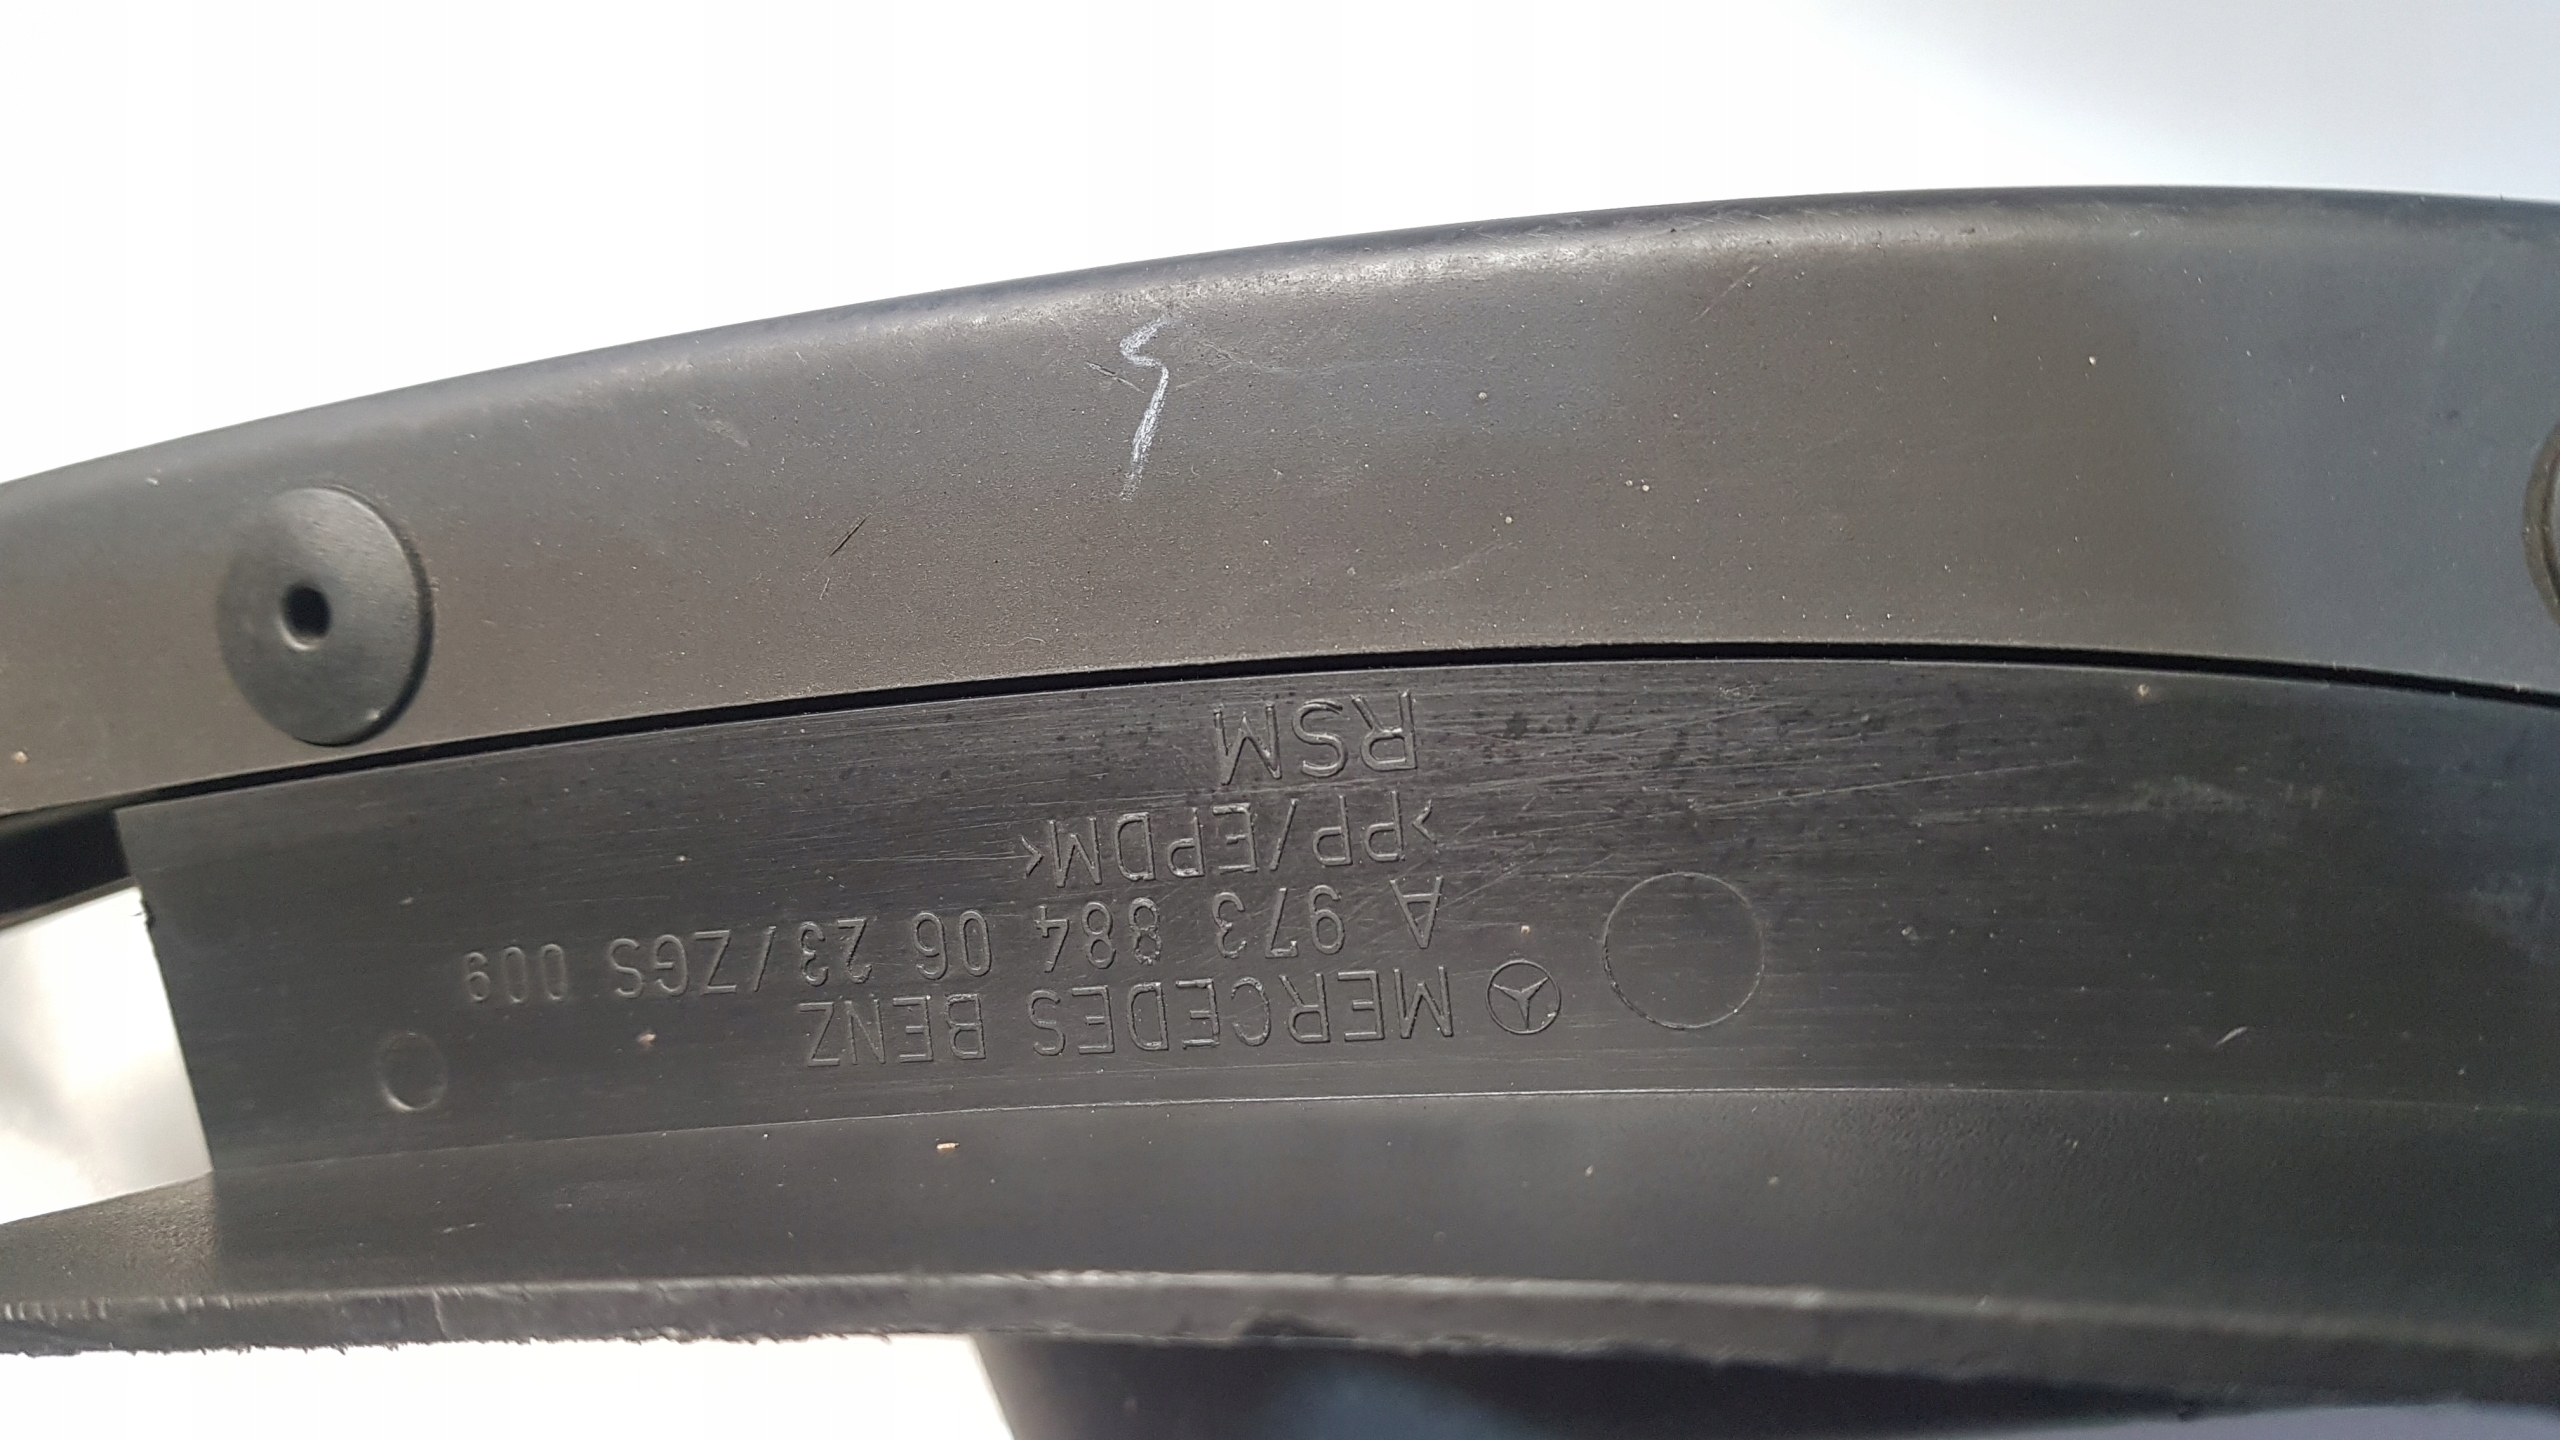 MERCEDES BENZ
A 973 884 06 23/ZGS 009
>PP/EPDM<
RSM